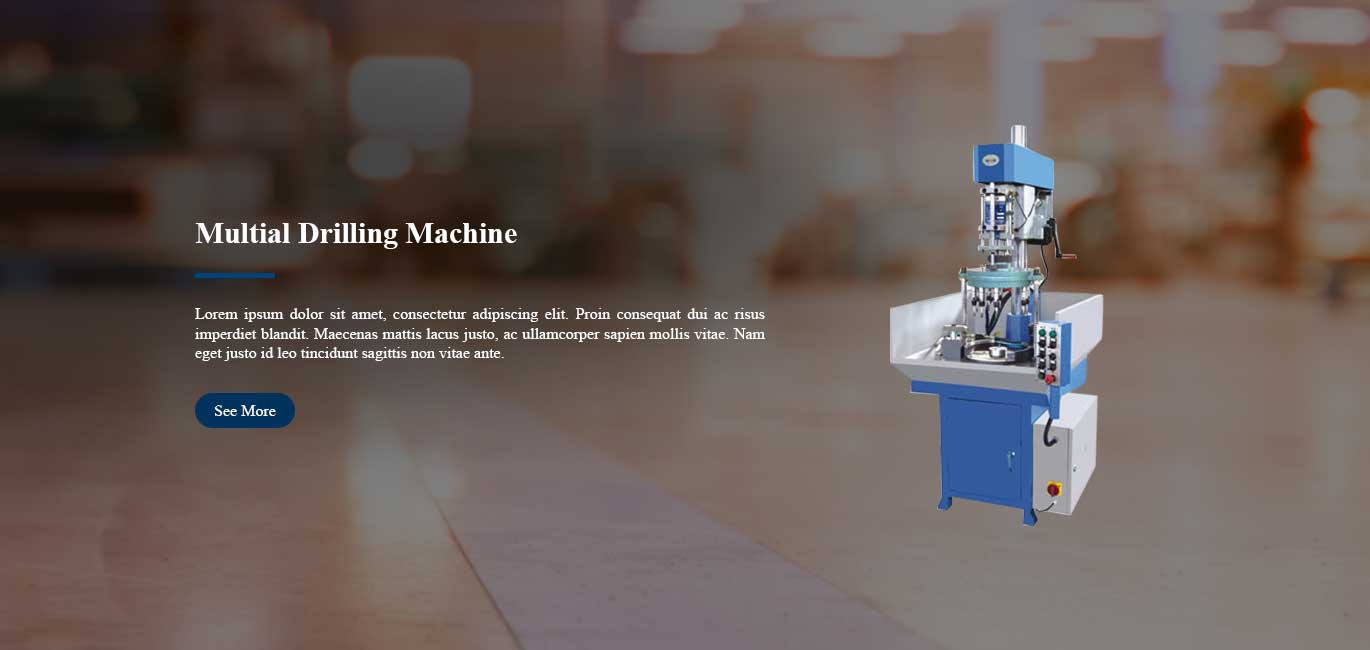 Multial Drilling Machine
Lorem ipsum dolor sit amet, consectetur adipiscing elit. Proin consequat dui ac risus
imperdiet blandit. Maecenas mattis lacus justo, ac ullamcorper sapien mollis vitae. Nam
eget justo id leo tincidunt sagittis non vitae ante.
See More